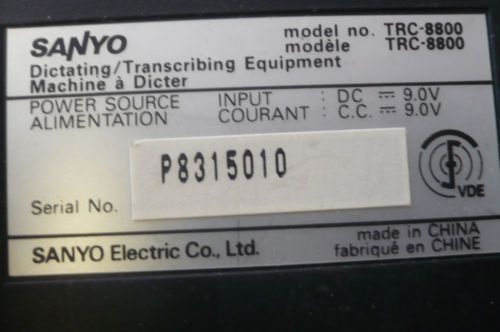 SANYO
model no. TRC-8800
modèle TRC-8800
Dictating/Transcribing Equipment
Machine à Dicter
POWER SOURCE INPUT : DC ⎓ 9.0V
ALIMENTATION COURANT : C.C. ⎓ 9.0V
P8315010
Serial No.
VDE
SANYO Electric Co., Ltd.
made in CHINA
fabriqué en CHINE